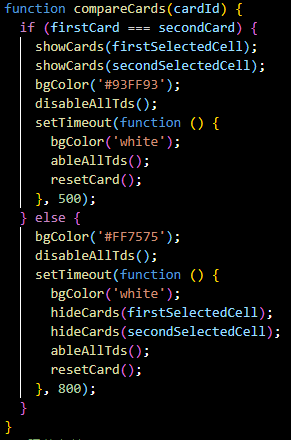 function compareCards(cardId) {
  if (firstCard === secondCard) {
    showCards(firstSelectedCell);
    showCards(secondSelectedCell);
    bgColor('#93FF93');
    disableAllTds();
    setTimeout(function () {
      bgColor('white');
      ableAllTds();
      resetCard();
    }, 500);
  } else {
    bgColor('#FF7575');
    disableAllTds();
    setTimeout(function () {
      bgColor('white');
      hideCards(firstSelectedCell);
      hideCards(secondSelectedCell);
      ableAllTds();
      resetCard();
    }, 800);
  }
}